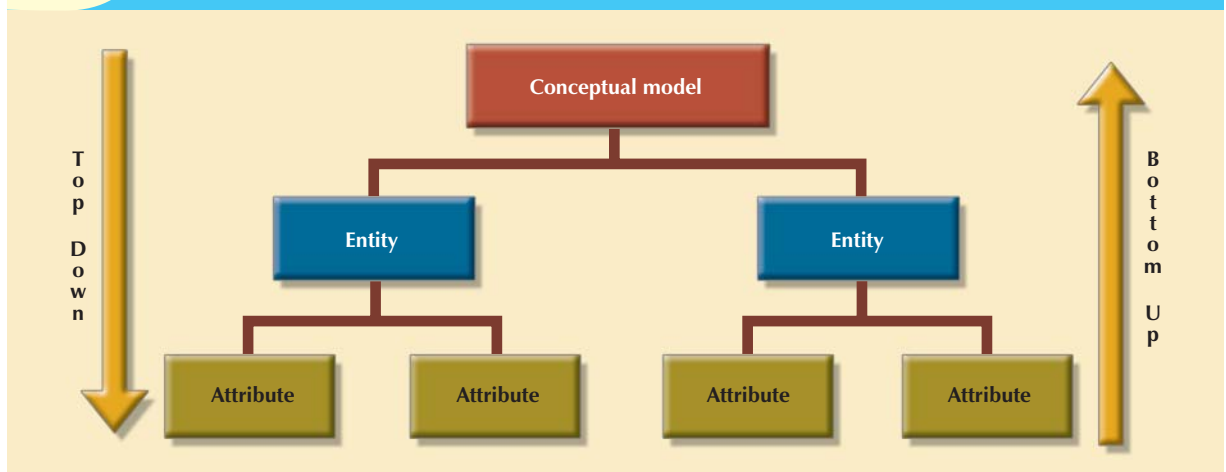 Conceptual model
Top Down
Bottom Up
Entity
Entity
Attribute
Attribute
Attribute
Attribute